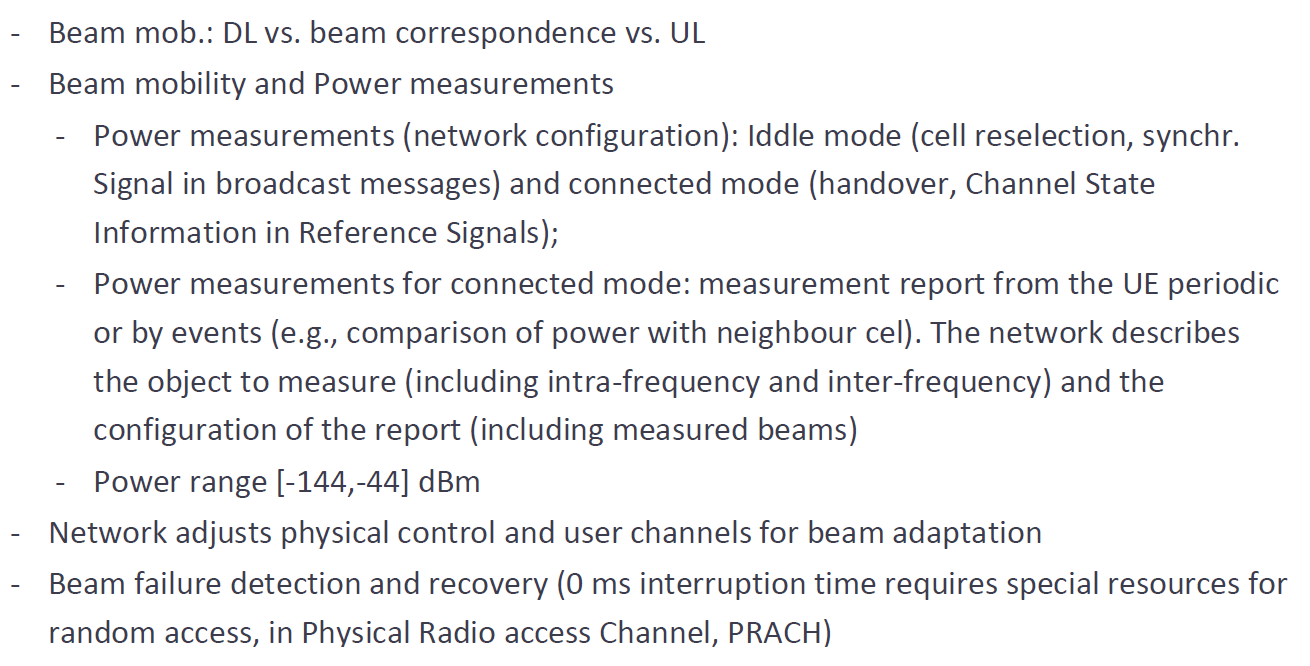 - Beam mob.: DL vs. beam correspondence vs. UL
- Beam mobility and Power measurements
- Power measurements (network configuration): Iddle mode (cell reselection, synchr.
Signal in broadcast messages) and connected mode (handover, Channel State
Information in Reference Signals);
- Power measurements for connected mode: measurement report from the UE periodic
or by events (e.g., comparison of power with neighbour cel). The network describes
the object to measure (including intra-frequency and inter-frequency) and the
configuration of the report (including measured beams)
- Power range [-144,-44] dBm
- Network adjusts physical control and user channels for beam adaptation
- Beam failure detection and recovery (0 ms interruption time requires special resources for
random access, in Physical Radio access Channel, PRACH)